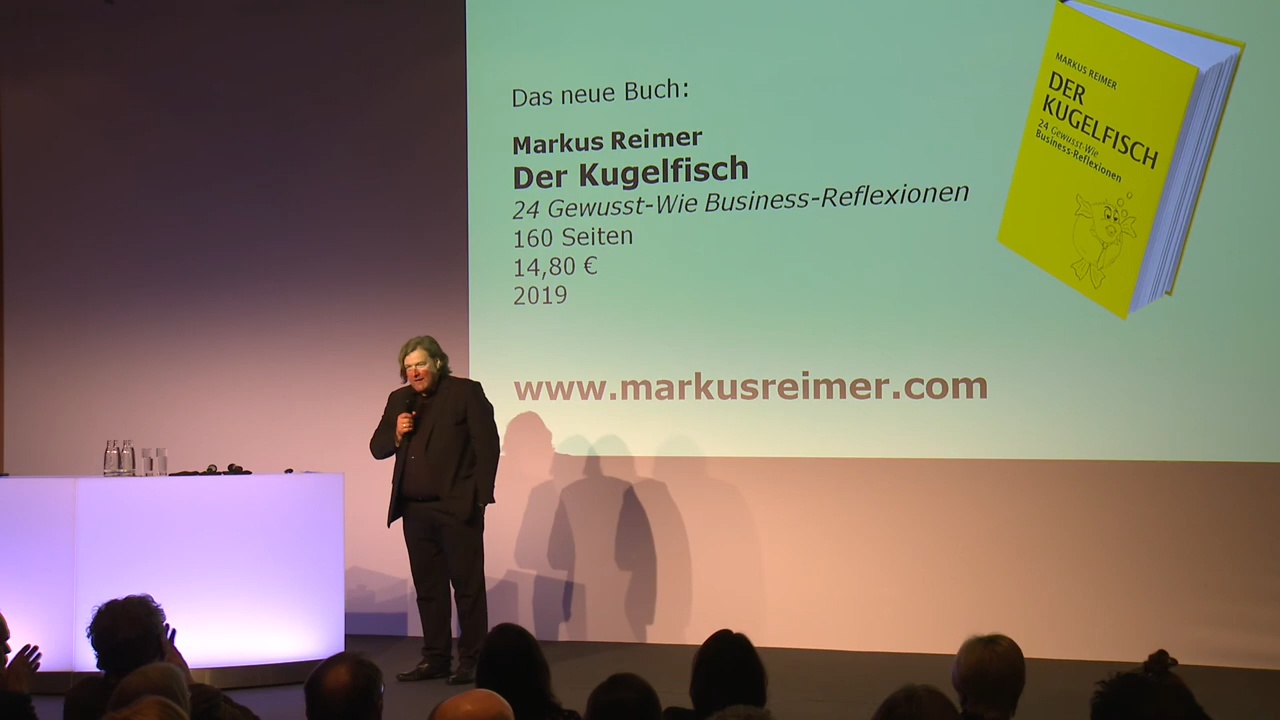 Das neue Buch:
Markus Reimer
Der Kugelfisch
24 Gewusst-Wie Business-Reflexionen
160 Seiten
14,80 €
2019
www.markusreimer.com
MARKUS REIMER
DER
KUGELFISCH
24 Gewusst-Wie
Business-Reflexionen